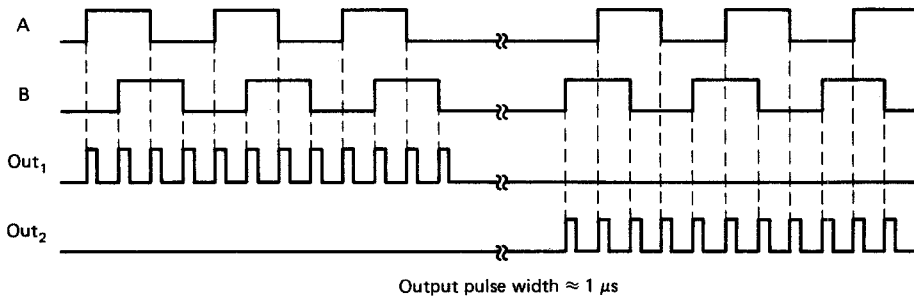 A
B
Out₁
Out₂
Output pulse width ≈ 1 μs